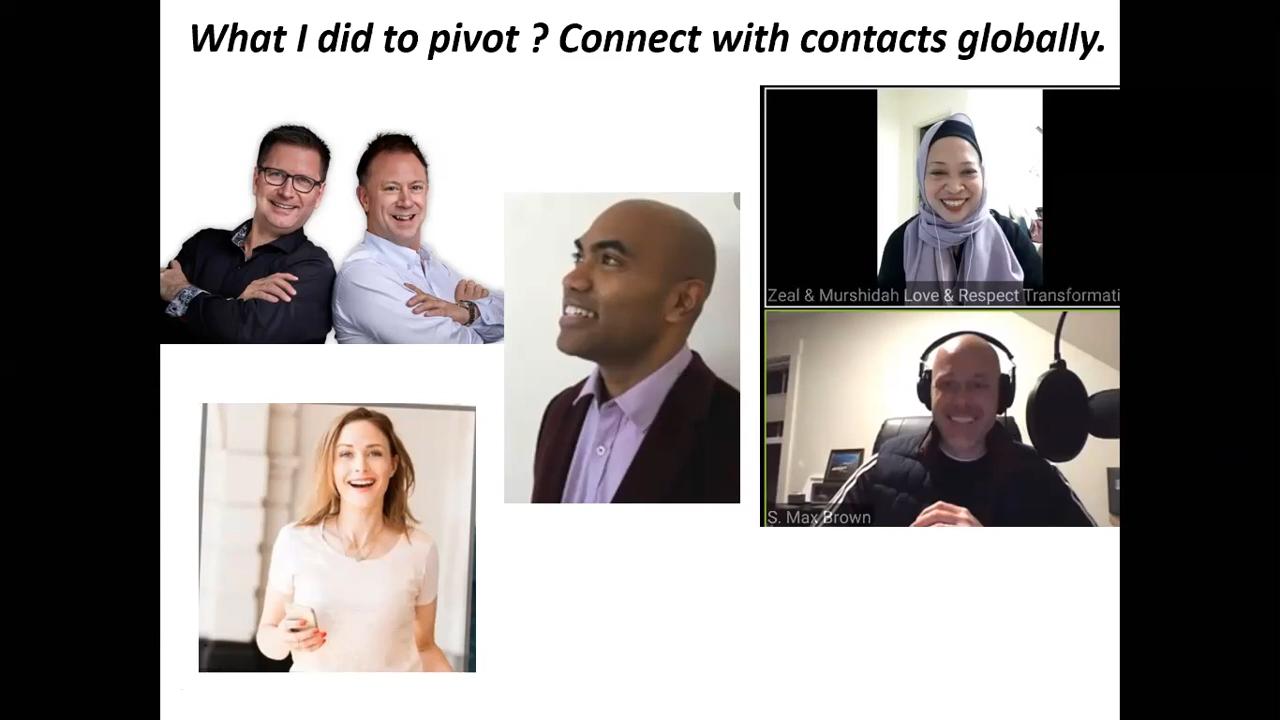 What I did to pivot ? Connect with contacts globally.
Zeal & Murshidah Love & Respect Transformati
S. Max Brown